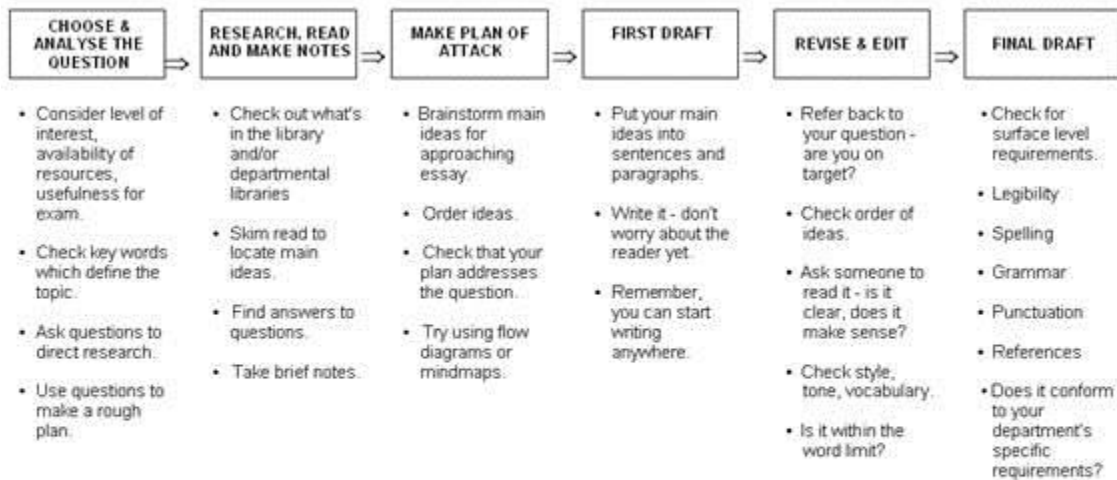 CHOOSE &
ANALYSE THE
QUESTION
RESEARCH, READ
AND MAKE NOTES
MAKE PLAN OF
ATTACK
FIRST DRAFT
REVISE & EDIT
FINAL DRAFT
• Consider level of
interest,
availability of
resources,
usefulness for
exam.
• Check key words
which define the
topic.
• Ask questions to
direct research.
• Use questions to
make a rough
plan.
• Check out what's
in the library
and/or
departmental
libraries
• Skim read to
locate main
ideas.
• Find answers to
questions.
• Take brief notes.
• Brainstorm main
ideas for
approaching
essay.
• Order ideas.
• Check that your
plan addresses
the question.
• Try using flow
diagrams or
mindmaps.
• Put your main
ideas into
sentences and
paragraphs.
• Write it - don't
worry about the
reader yet.
• Remember,
you can start
writing
anywhere.
• Refer back to
your question -
are you on
target?
• Check order of
ideas.
• Ask someone to
read it - is it
clear, does it
make sense?
• Check style,
tone, vocabulary.
• Is it within the
word limit?
• Check for
surface level
requirements.
• Legibility
• Spelling
• Grammar
• Punctuation
• References
• Does it conform
to your
department's
specific
requirements?